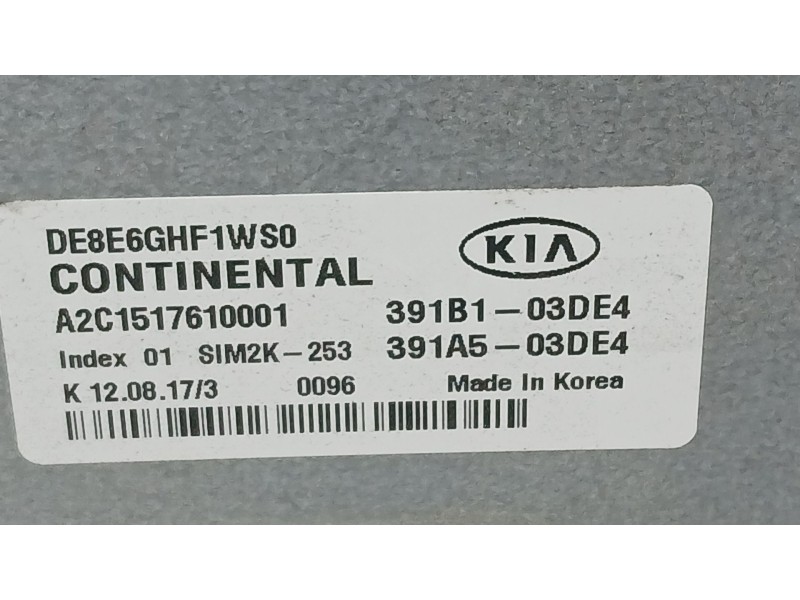 DE8E6GHF1WS0
KIA
CONTINENTAL
A2C1517610001 391B1-03DE4
Index 01 SIM2K-253 391A5-03DE4
K 12.08.17/3 0096 Made In Korea